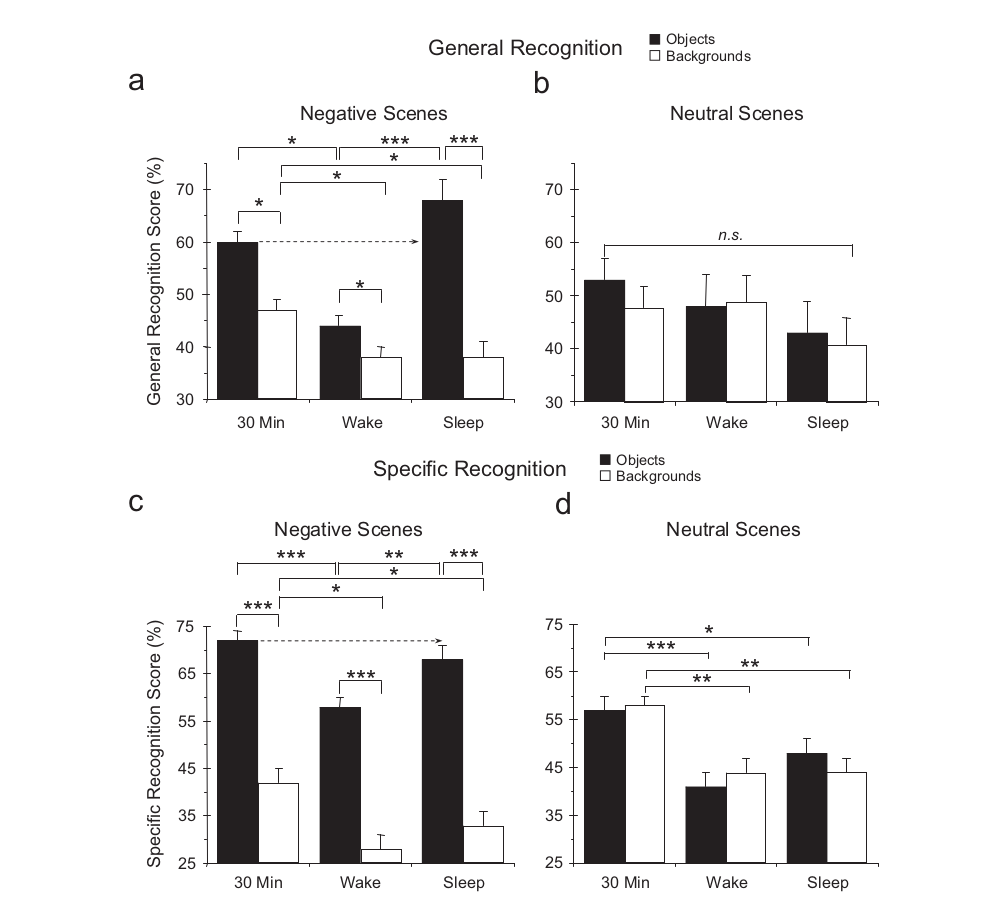 General Recognition
Objects
Backgrounds
a
b
Negative Scenes
Neutral Scenes
* *** ***
*
*
*
*
n.s.
General Recognition Score (%)
70
60
50
40
30
30 Min Wake Sleep
70
60
50
40
30
30 Min Wake Sleep
Specific Recognition
Objects
Backgrounds
c
d
Negative Scenes
Neutral Scenes
*** ** ***
*
*
***
***
Specific Recognition Score (%)
75
65
55
45
35
25
30 Min Wake Sleep
*
***
**
**
75
65
55
45
35
25
30 Min Wake Sleep